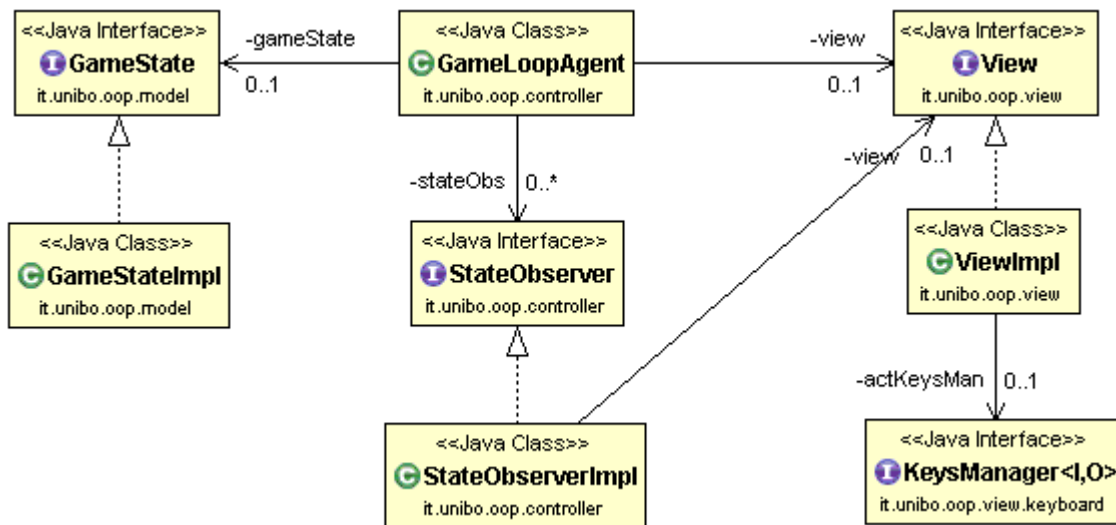 <<Java Interface>>
I GameState
it.unibo.oop.model
-gameState
0..1
<<Java Class>>
C GameLoopAgent
it.unibo.oop.controller
-view
0..1
<<Java Interface>>
I View
it.unibo.oop.view
-stateObs
0..*
-view
0..1
<<Java Class>>
C GameStateImpl
it.unibo.oop.model
<<Java Interface>>
I StateObserver
it.unibo.oop.controller
<<Java Class>>
C ViewImpl
it.unibo.oop.view
-actKeysMan
0..1
<<Java Class>>
C StateObserverImpl
it.unibo.oop.controller
<<Java Interface>>
I KeysManager<I,O>
it.unibo.oop.view.keyboard